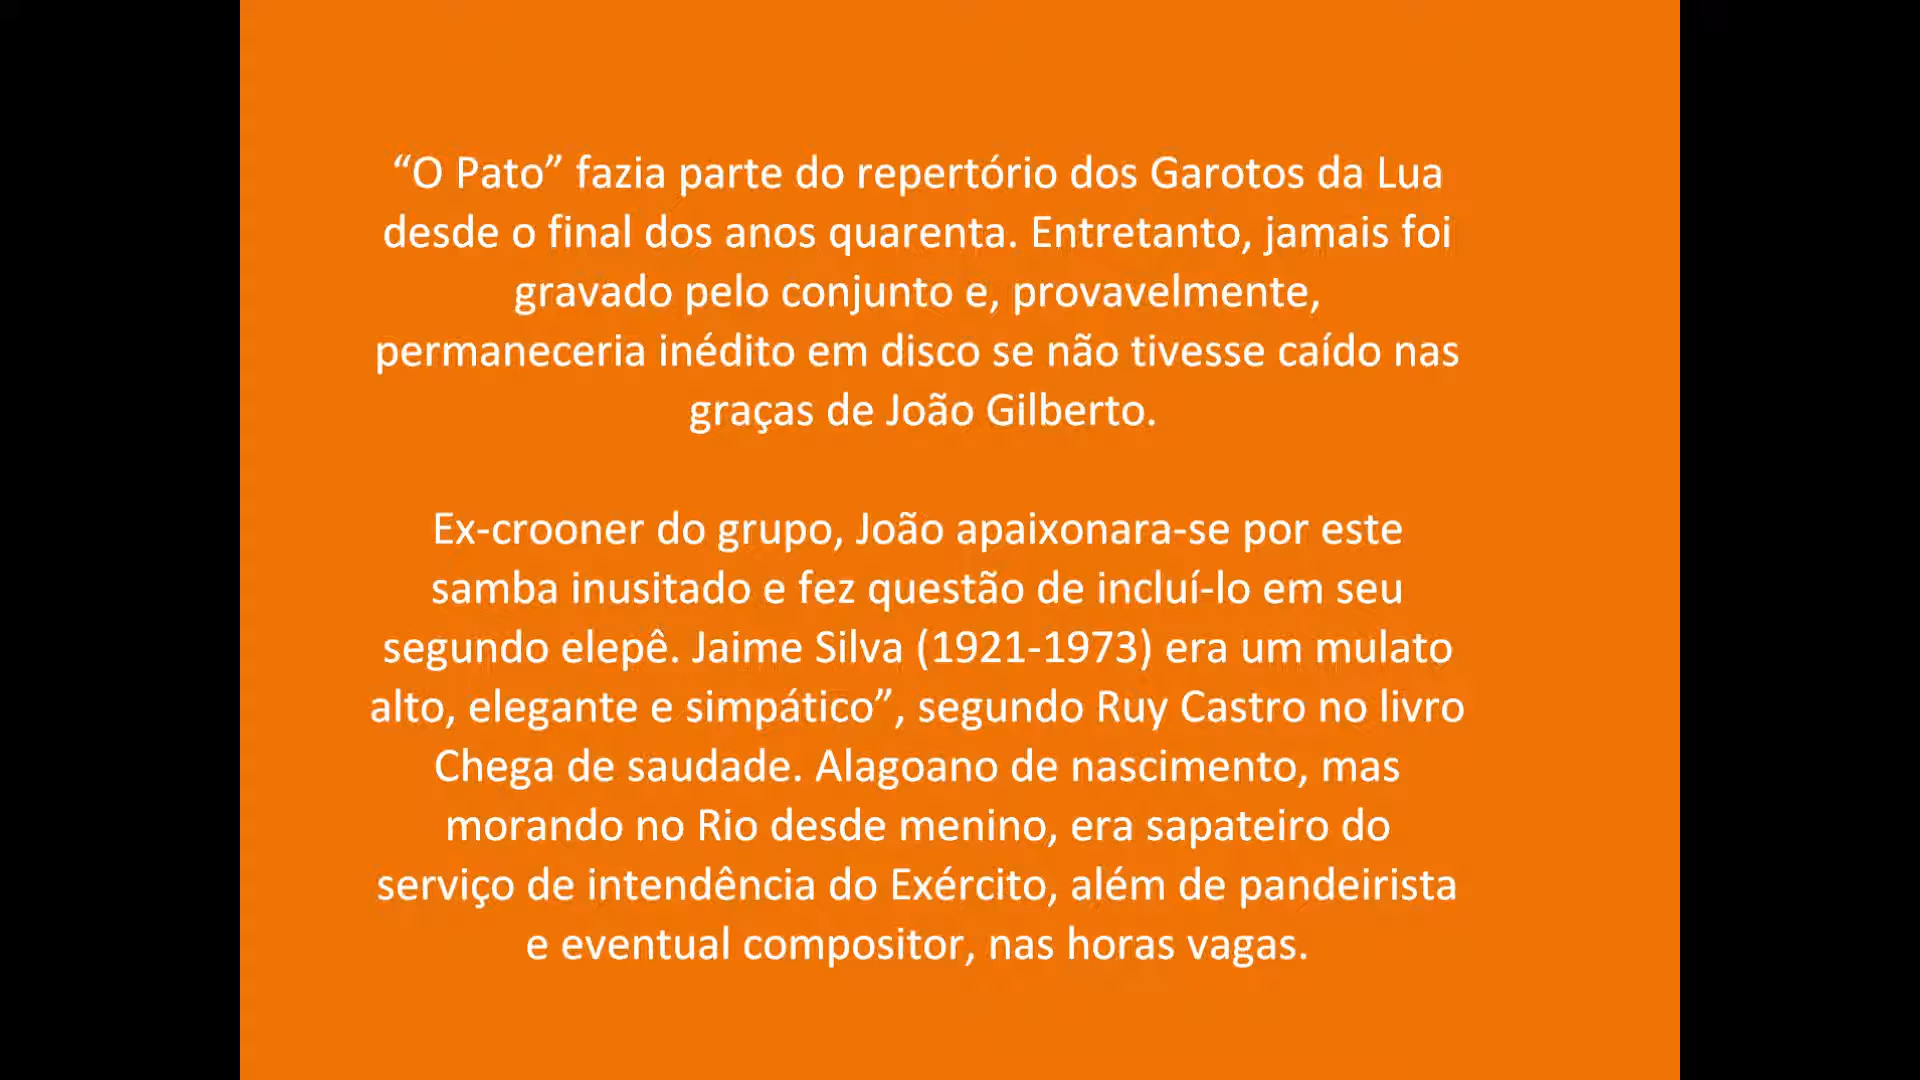 “O Pato” fazia parte do repertório dos Garotos da Lua
desde o final dos anos quarenta. Entretanto, jamais foi
gravado pelo conjunto e, provavelmente,
permaneceria inédito em disco se não tivesse caído nas
graças de João Gilberto.
Ex-crooner do grupo, João apaixonara-se por este
samba inusitado e fez questão de incluí-lo em seu
segundo elepê. Jaime Silva (1921-1973) era um mulato
alto, elegante e simpático”, segundo Ruy Castro no livro
Chega de saudade. Alagoano de nascimento, mas
morando no Rio desde menino, era sapateiro do
serviço de intendência do Exército, além de pandeirista
e eventual compositor, nas horas vagas.